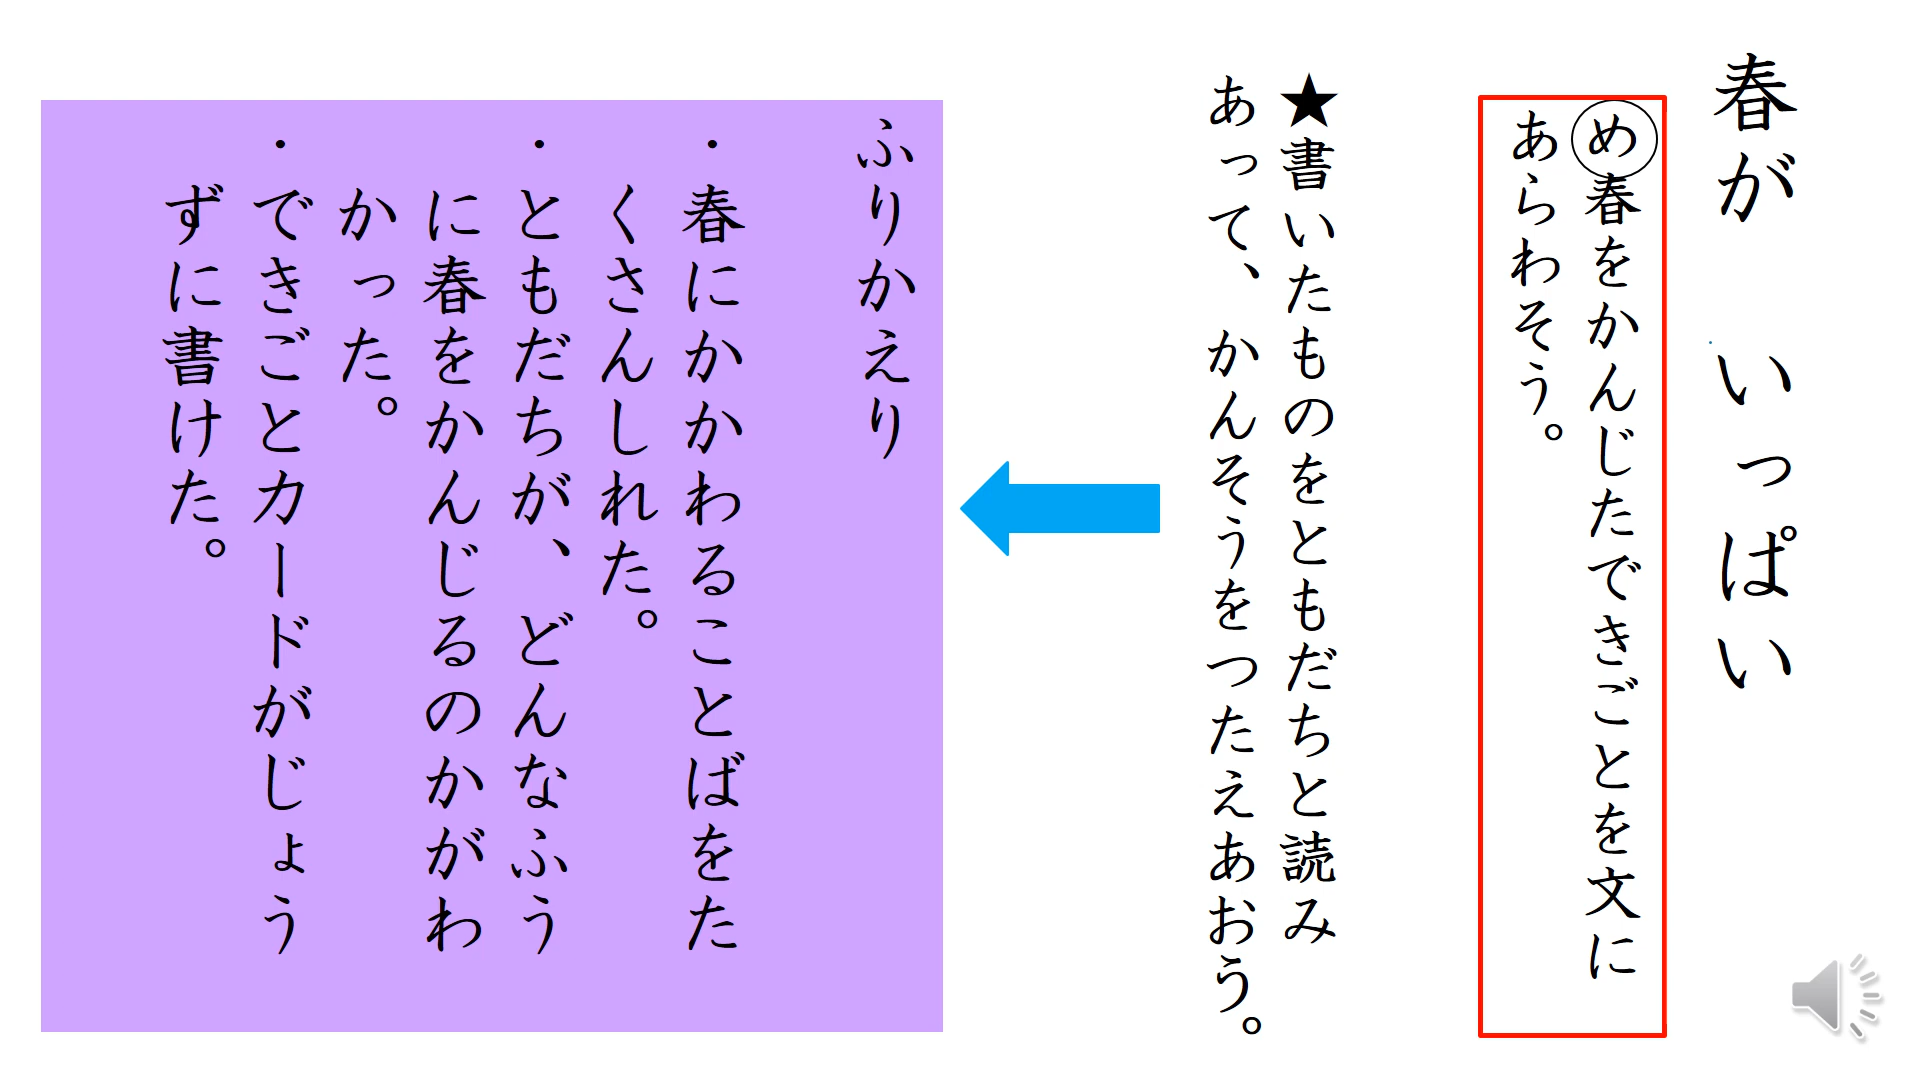 春が　いっぱい
め春をかんじたできごとを文に
あらわそう。
★書いたものをともだちと読み
あって、かんそうをつたえあおう。
ふりかえり
・春にかかわることばをた
くさんしれた。
・ともだちが、どんなふう
に春をかんじるのかがわ
かった。
・できごとカードがじょう
ずに書けた。